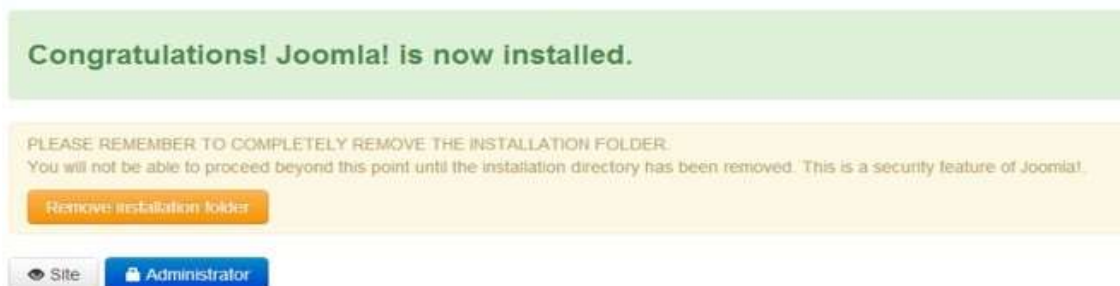 Congratulations! Joomla! is now installed.
PLEASE REMEMBER TO COMPLETELY REMOVE THE INSTALLATION FOLDER.
You will not be able to proceed beyond this point until the installation directory has been removed. This is a security feature of Joomla!.
Remove installation folder
Site
Administrator